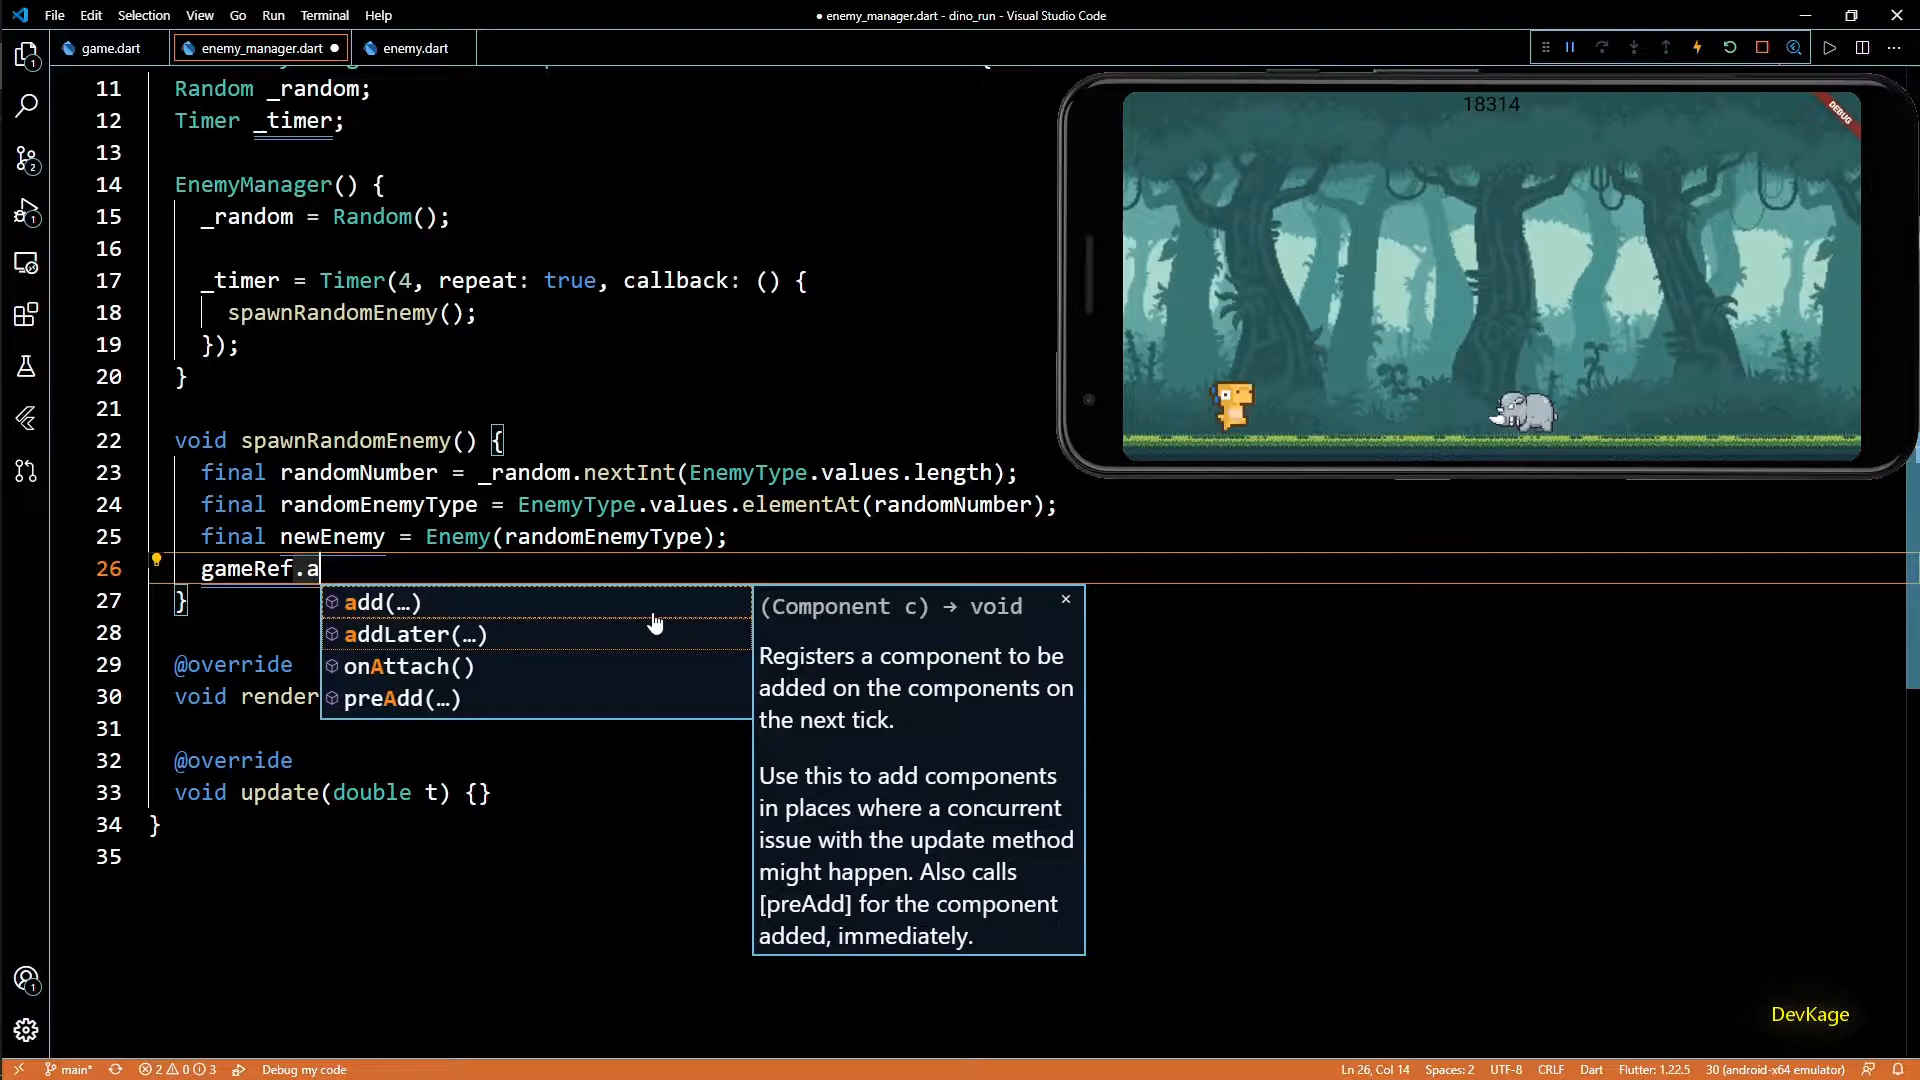 File Edit Selection View Go Run Terminal Help
● enemy_manager.dart - dino_run - Visual Studio Code
game.dart enemy_manager.dart enemy.dart
11 Random _random;
12 Timer _timer;
13
14 EnemyManager() {
15 _random = Random();
16
17 _timer = Timer(4, repeat: true, callback: () {
18 spawnRandomEnemy();
19 });
20 }
21
22 void spawnRandomEnemy() {
23 final randomNumber = _random.nextInt(EnemyType.values.length);
24 final randomEnemyType = EnemyType.values.elementAt(randomNumber);
25 final newEnemy = Enemy(randomEnemyType);
26 gameRef.a
27 }
28
29 @override
30 void render
31
32 @override
33 void update(double t) {}
34 }
35
add(…)
addLater(…)
onAttach()
preAdd(…)
(Component c) → void
Registers a component to be
added on the components on
the next tick.
Use this to add components
in places where a concurrent
issue with the update method
might happen. Also calls
[preAdd] for the component
added, immediately.
18314
DEBUG
1
2
1
1
DevKage
main* 2 0 3 Debug my code
Ln 26, Col 14 Spaces: 2 UTF-8 CRLF Dart Flutter: 1.22.5 30 (android-x64 emulator)